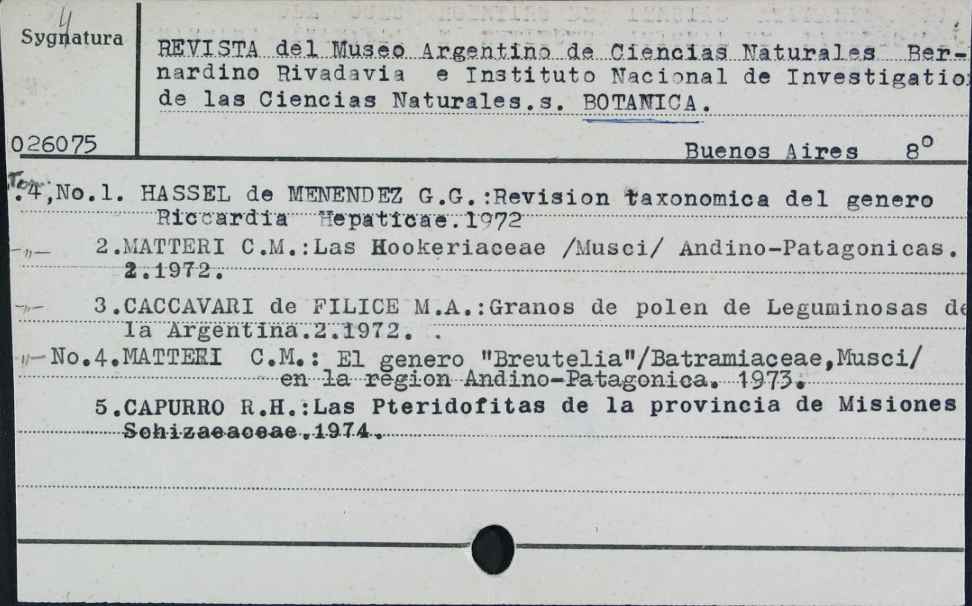 4
Sygnatura
REVISTA del Museo Argentino de Ciencias Naturales Ber-
nardino Rivadavia e Instituto Nacional de Investigatio
de las Ciencias Naturales.s. BOTANICA.
026075
Buenos Aires 8º
Tom.4,No.1. HASSEL de MENENDEZ G.G.:Revision taxonomica del genero
Riccardia Hepaticae.1972
-"- 2.MATTERI C.M.:Las Hookeriaceae /Musci/ Andino-Patagonicas.
2.1972.
-"- 3.CACCAVARI de FILICE M.A.:Granos de polen de Leguminosas de
la Argentina.2.1972.
-"- No.4.MATTERI C.M.: El genero "Breutelia"/Batramiaceae,Musci/
en la region Andino-Patagonica. 1973.
5.CAPURRO R.H.:Las Pteridofitas de la provincia de Misiones
Schizaeaceae.1974.